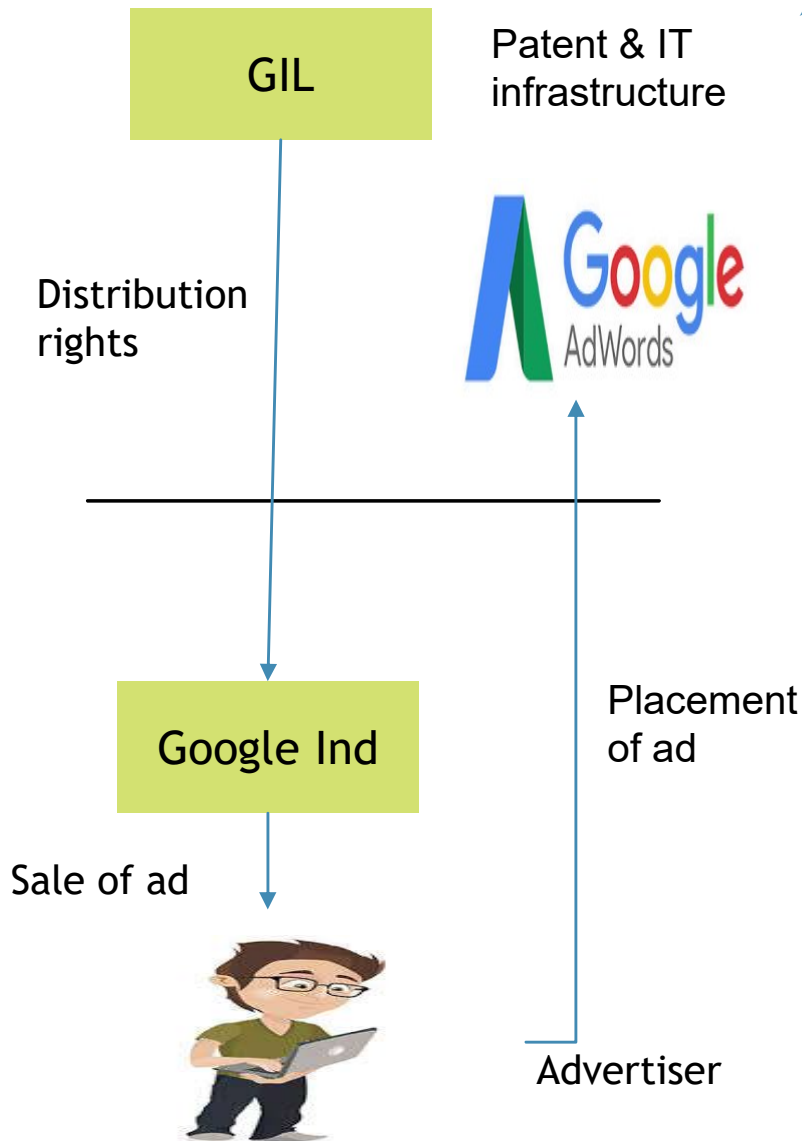 GIL
Patent & IT
infrastructure
Google
AdWords
Distribution
rights
Google Ind
Placement
of ad
Sale of ad
Advertiser